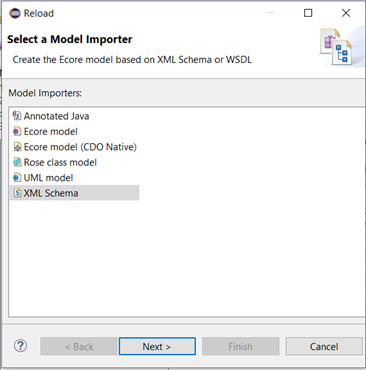 Reload
Select a Model Importer
Create the Ecore model based on XML Schema or WSDL
Model Importers:
Annotated Java
Ecore model
Ecore model (CDO Native)
Rose class model
UML model
XML Schema
< Back
Next >
Finish
Cancel